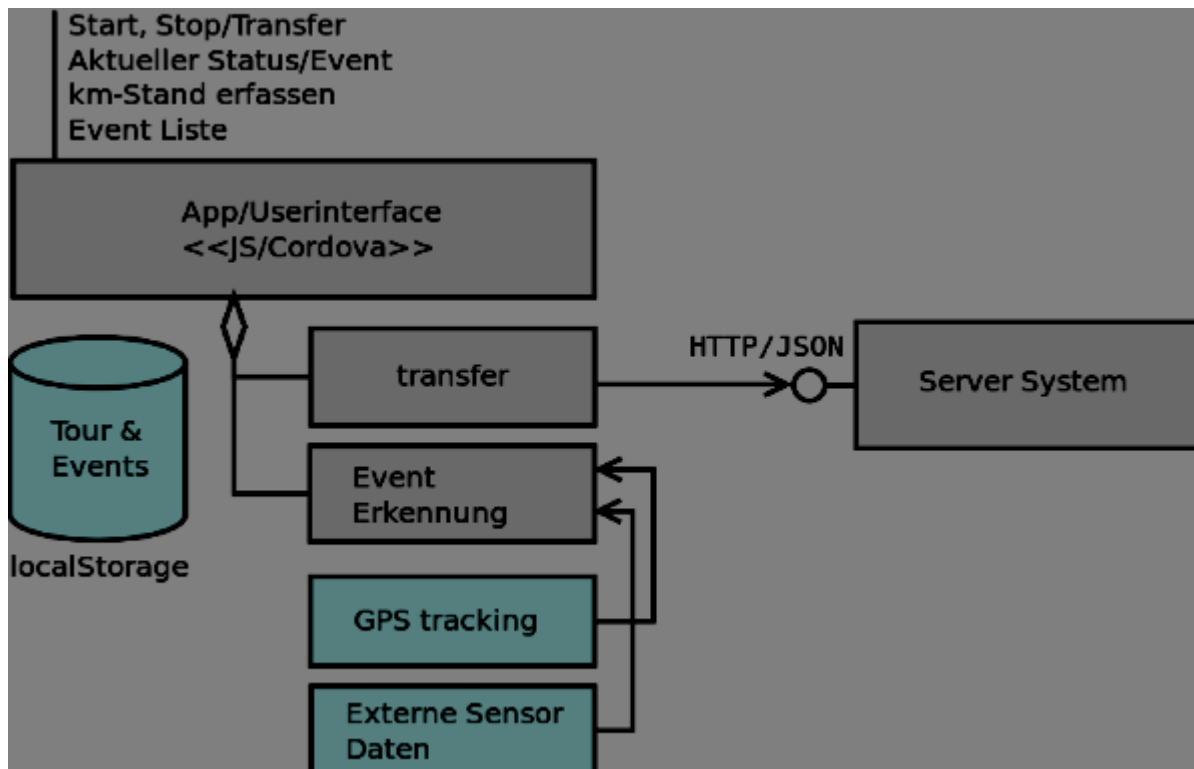 Start, Stop/Transfer
Aktueller Status/Event
km-Stand erfassen
Event Liste
App/Userinterface
<<JS/Cordova>>
transfer
HTTP/JSON
Server System
Tour &
Events
localStorage
Event
Erkennung
GPS tracking
Externe Sensor
Daten